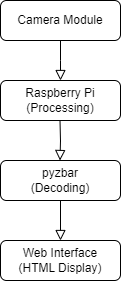 Camera Module
Raspberry Pi
(Processing)
pyzbar
(Decoding)
Web Interface
(HTML Display)